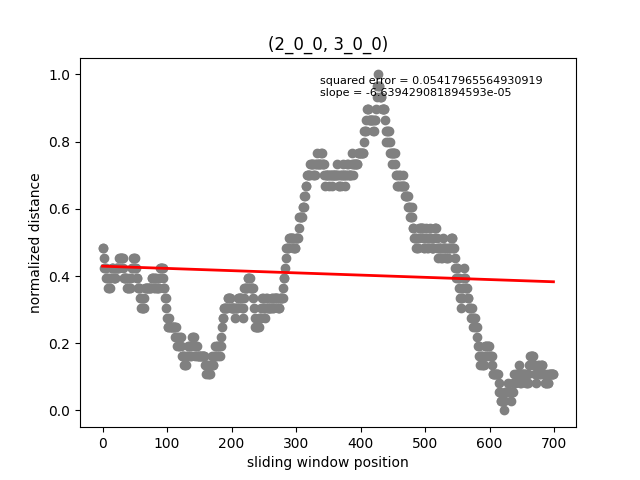 (2_0_0, 3_0_0)
squared error = 0.05417965564930919
slope = -6.639429081894593e-05
normalized distance
1.0
0.8
0.6
0.4
0.2
0.0
0 100 200 300 400 500 600 700
sliding window position